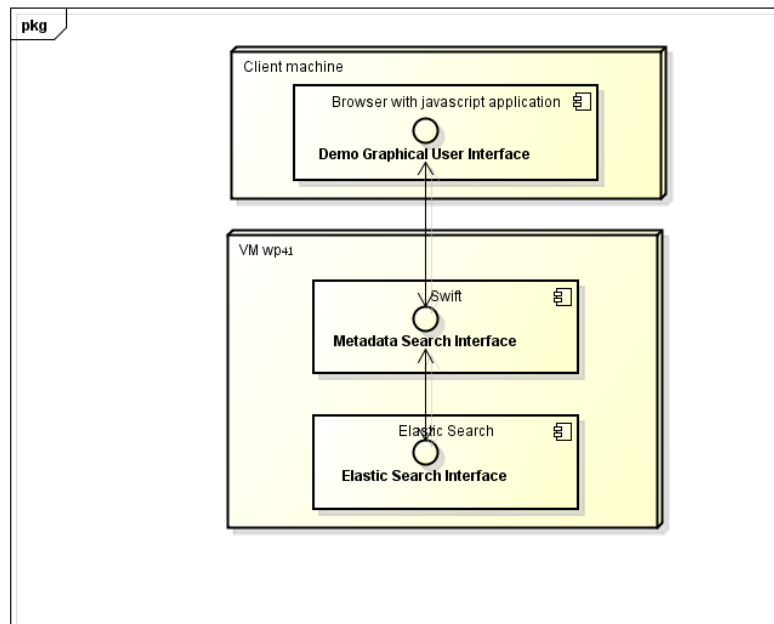 pkg
Client machine
Browser with javascript application
Demo Graphical User Interface
VM wp41
Swift
Metadata Search Interface
Elastic Search
Elastic Search Interface